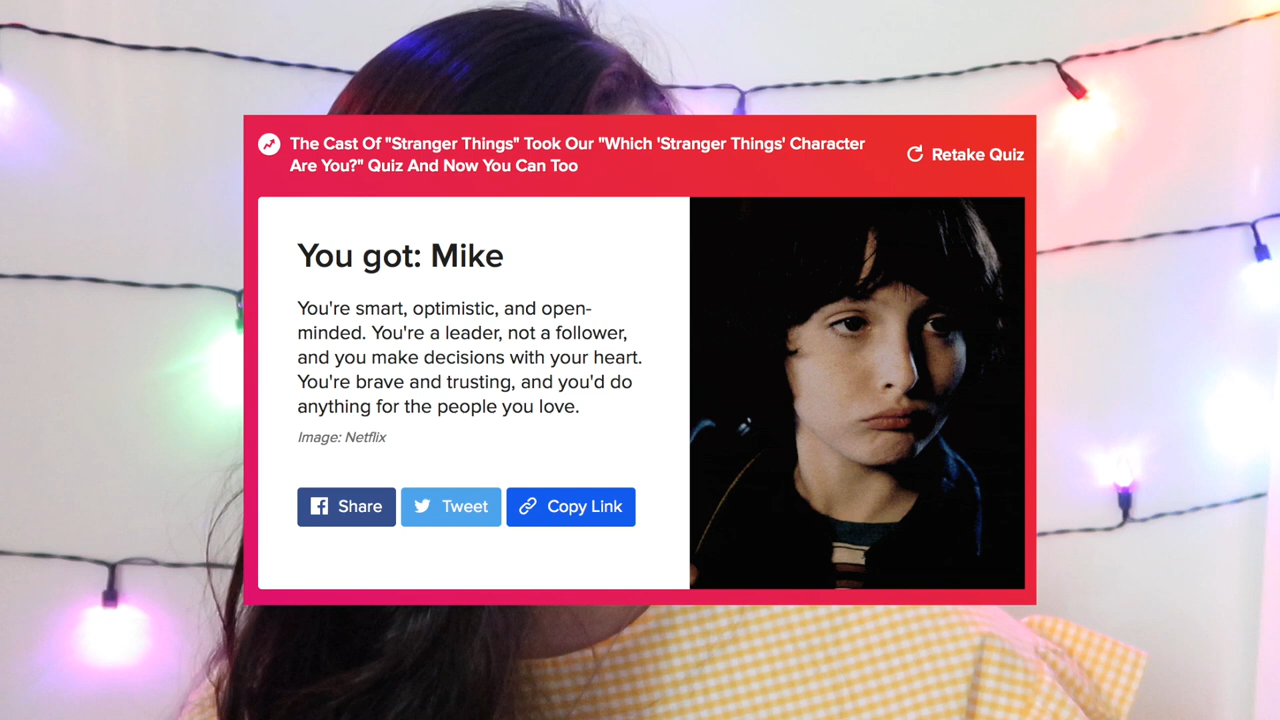 The Cast Of "Stranger Things" Took Our "Which 'Stranger Things' Character
Are You?" Quiz And Now You Can Too
Retake Quiz
You got: Mike
You're smart, optimistic, and open-
minded. You're a leader, not a follower,
and you make decisions with your heart.
You're brave and trusting, and you'd do
anything for the people you love.
Image: Netflix
Share
Tweet
Copy Link